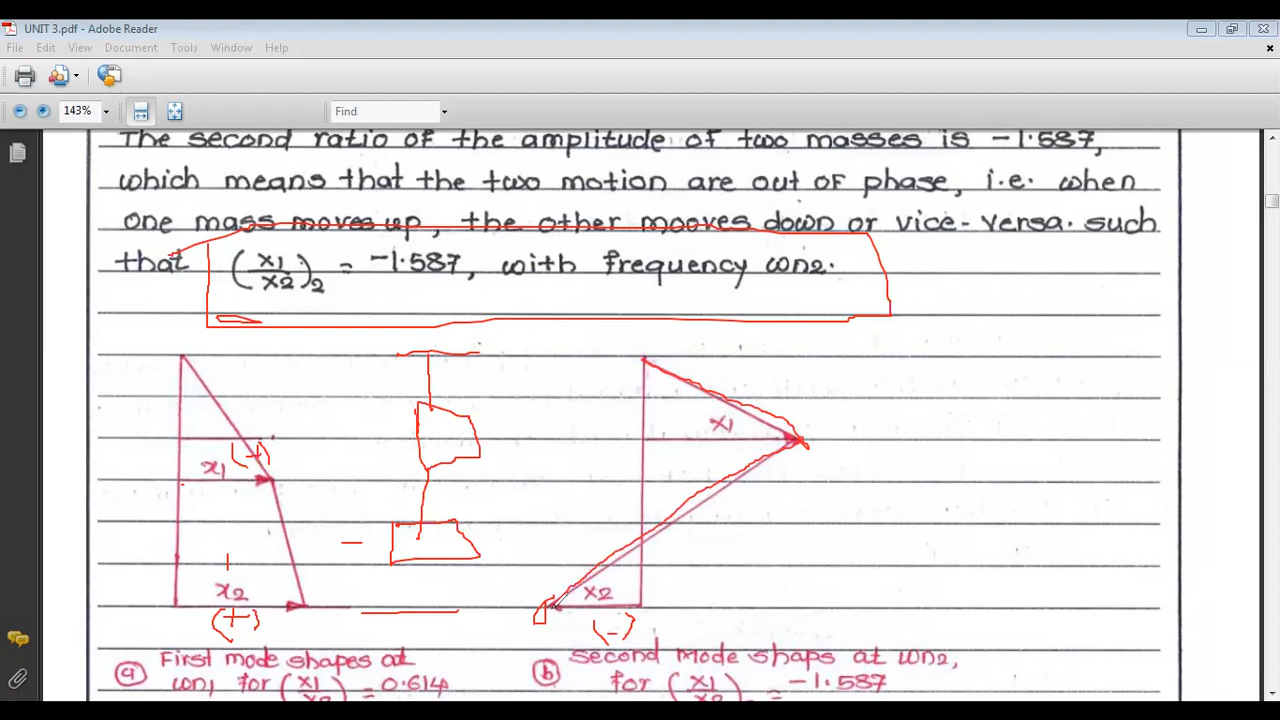 UNIT 3.pdf - Adobe Reader
File Edit View Document Tools Window Help
143% Find
The second ratio of the amplitude of two masses is -1.587,
which means that the two motion are out of phase, i.e. when
one mass moves up, the other mooves down or vice-versa. such
that (x1/x2)2 = -1.587, with frequency ωn2.
x1 (+)
x1
-
+
x2
(+)
x2
(-)
(a) First mode shapes at
ωn1 for (x1/x2) = 0.614
(b) second mode shaps at ωn2,
for (x1/x2) = -1.587